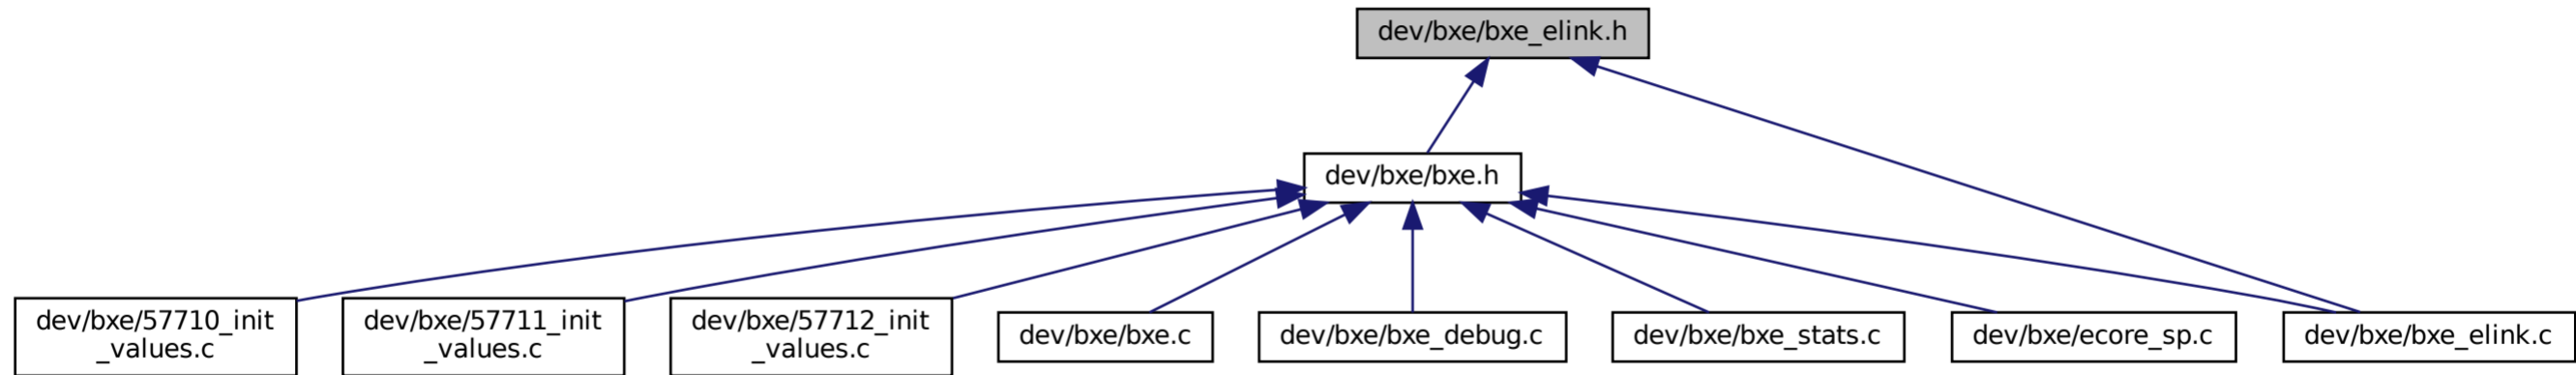 dev/bxe/bxe_elink.h
dev/bxe/bxe.h
dev/bxe/57710_init
_values.c
dev/bxe/57711_init
_values.c
dev/bxe/57712_init
_values.c
dev/bxe/bxe.c
dev/bxe/bxe_debug.c
dev/bxe/bxe_stats.c
dev/bxe/ecore_sp.c
dev/bxe/bxe_elink.c